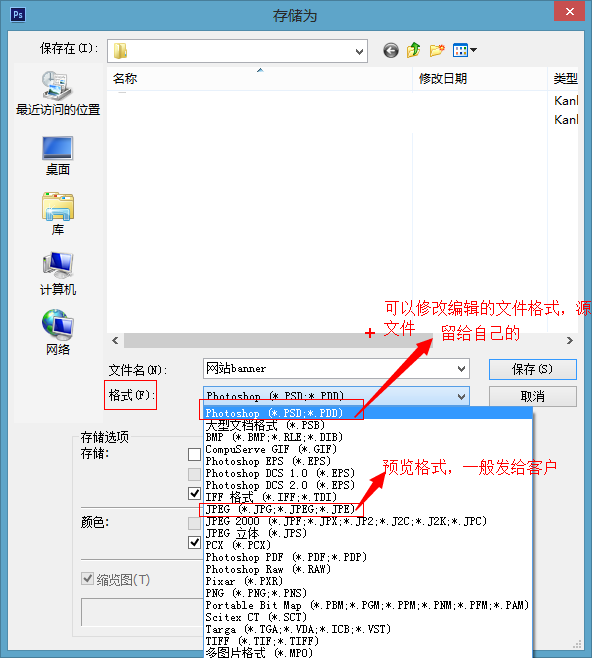 Ps
存储为
保存在(I):
名称
修改日期
类型
Kanl
Kanl
最近访问的位置
桌面
库
计算机
网络
可以修改编辑的文件格式，源
文件
留给自己的
文件名(N):
网站banner
保存(S)
格式(F):
Photoshop (*.PSD;*.PDD)
取消
Photoshop (*.PSD;*.PDD)
大型文档格式 (*.PSB)
BMP (*.BMP;*.RLE;*.DIB)
CompuServe GIF (*.GIF)
Photoshop EPS (*.EPS)
Photoshop DCS 1.0 (*.EPS)
Photoshop DCS 2.0 (*.EPS)
IFF 格式 (*.IFF;*.TDI)
JPEG (*.JPG;*.JPEG;*.JPE)
JPEG 2000 (*.JPF;*.JPX;*.JP2;*.J2C;*.J2K;*.JPC)
JPEG 立体 (*.JPS)
PCX (*.PCX)
Photoshop PDF (*.PDF;*.PDP)
Photoshop Raw (*.RAW)
Pixar (*.PXR)
PNG (*.PNG;*.PNS)
Portable Bit Map (*.PBM;*.PGM;*.PPM;*.PNM;*.PFM;*.PAM)
Scitex CT (*.SCT)
Targa (*.TGA;*.VDA;*.ICB;*.VST)
TIFF (*.TIF;*.TIFF)
多图片格式 (*.MPO)
预览格式，一般发给客户
存储选项
存储:
颜色:
缩览图(T)